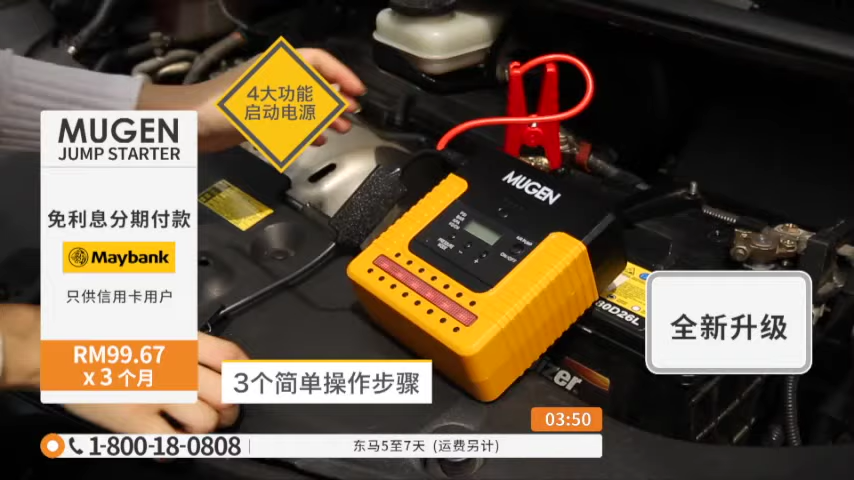 4大功能
启动电源
MUGEN
JUMP STARTER
免利息分期付款
Maybank
只供信用卡用户
RM99.67
x 3 个月
MUGEN
ON/OFF
80D26L
全新升级
3个简单操作步骤
03:50
1-800-18-0808
东马5至7天 (运费另计)